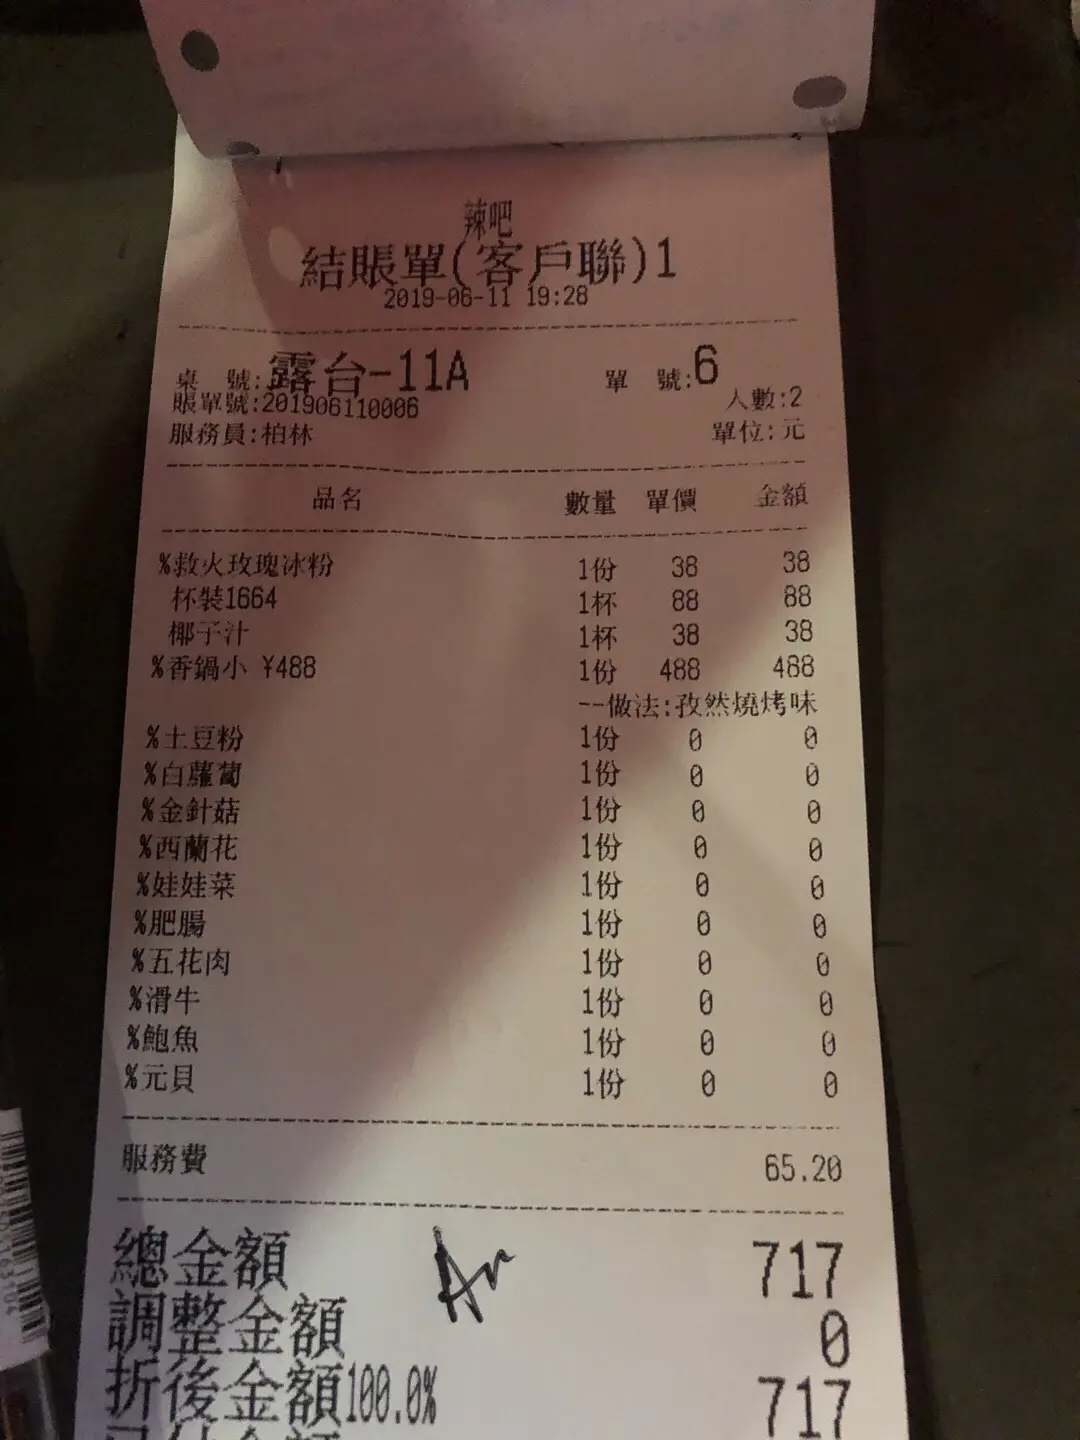 辣吧
結賬單(客戶聯)1
2019-06-11 19:28
桌 號:露台-11A 單 號:6
賬單號:201906110006 人數:2
服務員:柏林 單位:元
品名 數量 單價 金額
%救火玫瑰冰粉 1份 38 38
杯裝1664 1杯 88 88
椰子汁 1杯 38 38
%香鍋小 ¥488 1份 488 488
--做法:孜然燒烤味
%土豆粉 1份 0 0
%白蘿蔔 1份 0 0
%金針菇 1份 0 0
%西蘭花 1份 0 0
%娃娃菜 1份 0 0
%肥腸 1份 0 0
%五花肉 1份 0 0
%滑牛 1份 0 0
%鮑魚 1份 0 0
%元貝 1份 0 0
服務費 65.20
總金額 717
調整金額 0
折後金額100.0% 717